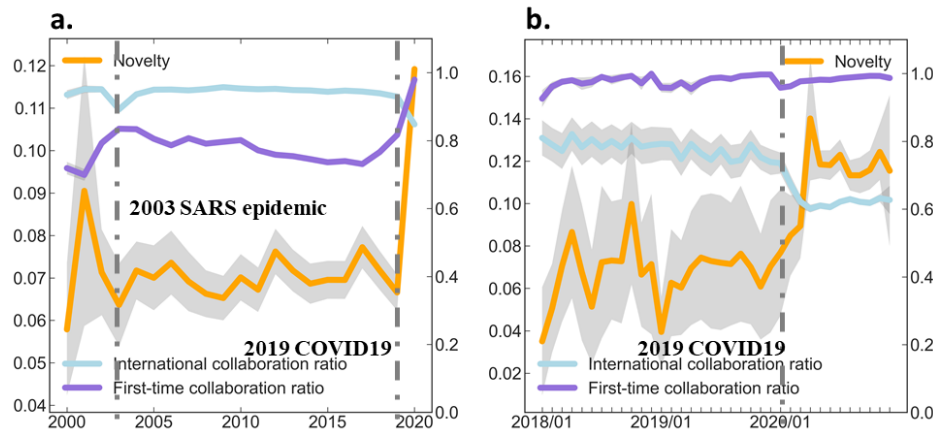 a.
Novelty
0.12
0.11
0.10
0.09
0.08
0.07
0.06
0.05
0.04
1.0
0.8
0.6
0.4
0.2
0.0
2003 SARS epidemic
2019 COVID19
International collaboration ratio
First-time collaboration ratio
2000 2005 2010 2015 2020
b.
Novelty
0.16
0.14
0.12
0.10
0.08
0.06
0.04
0.02
1.0
0.8
0.6
0.4
0.2
0.0
2019 COVID19
International collaboration ratio
First-time collaboration ratio
2018/01 2019/01 2020/01